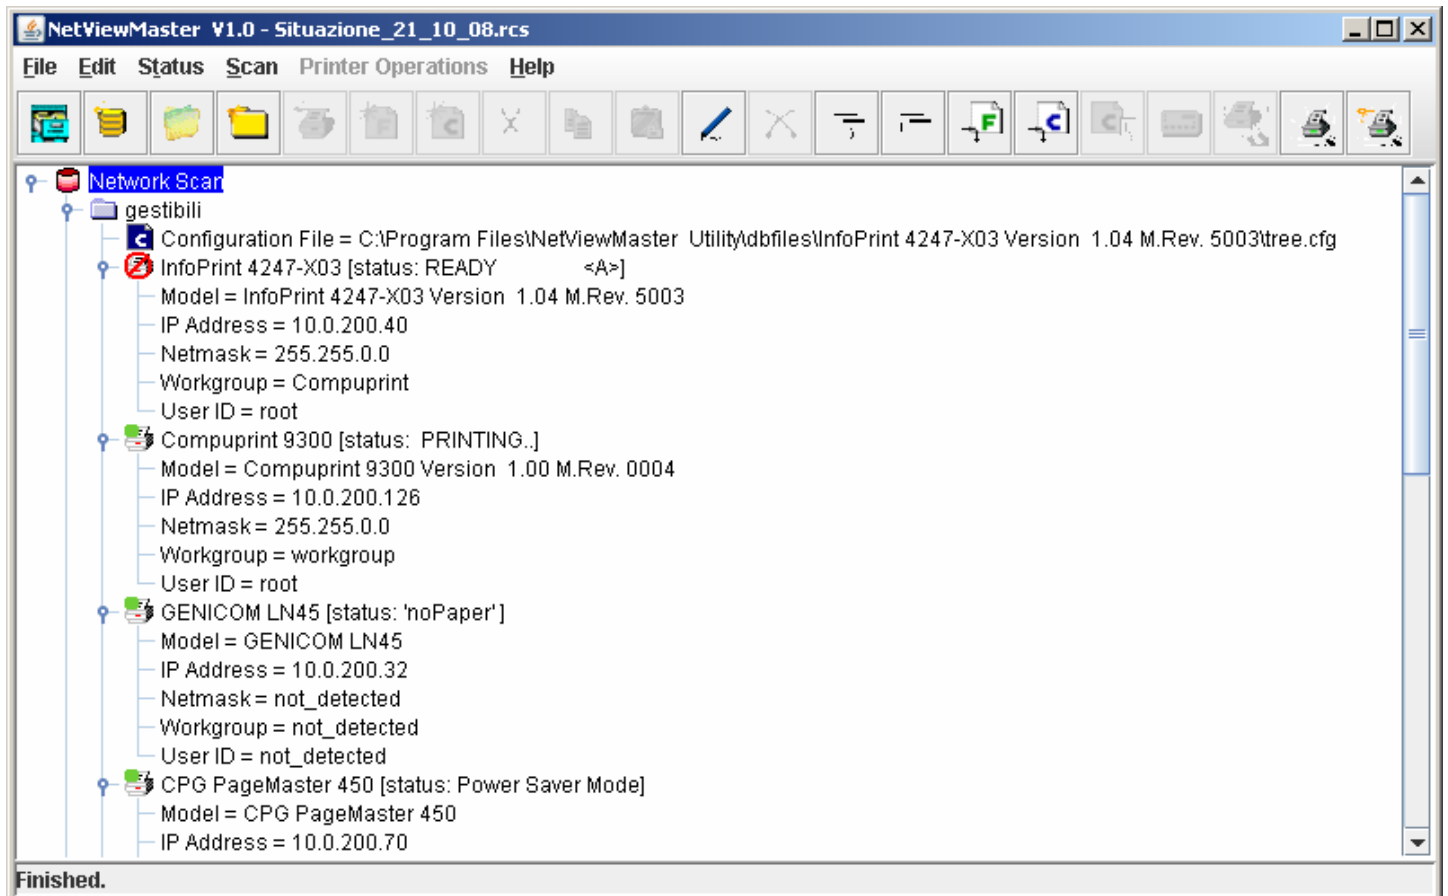 NetViewMaster V1.0 - Situazione_21_10_08.rcs
File Edit Status Scan Printer Operations Help
F C F C C
Network Scan
gestibili
C Configuration File = C:\Program Files\NetViewMaster Utility\dbfiles\InfoPrint 4247-X03 Version 1.04 M.Rev. 5003\tree.cfg
InfoPrint 4247-X03 [status: READY <A>]
Model = InfoPrint 4247-X03 Version 1.04 M.Rev. 5003
IP Address = 10.0.200.40
Netmask = 255.255.0.0
Workgroup = Compuprint
User ID = root
Compuprint 9300 [status: PRINTING..]
Model = Compuprint 9300 Version 1.00 M.Rev. 0004
IP Address = 10.0.200.126
Netmask = 255.255.0.0
Workgroup = workgroup
User ID = root
GENICOM LN45 [status: 'noPaper' ]
Model = GENICOM LN45
IP Address = 10.0.200.32
Netmask = not_detected
Workgroup = not_detected
User ID = not_detected
CPG PageMaster 450 [status: Power Saver Mode]
Model = CPG PageMaster 450
IP Address = 10.0.200.70
Finished.